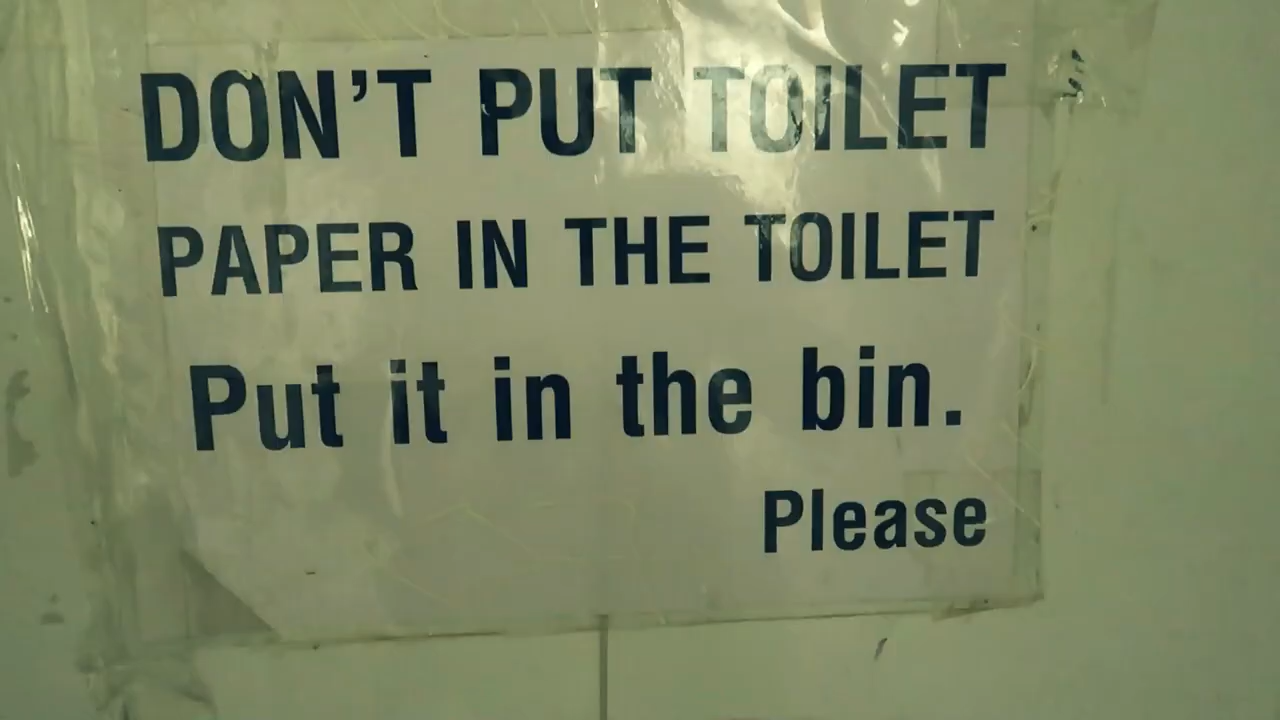 DON'T PUT TOILET
PAPER IN THE TOILET
Put it in the bin.
Please